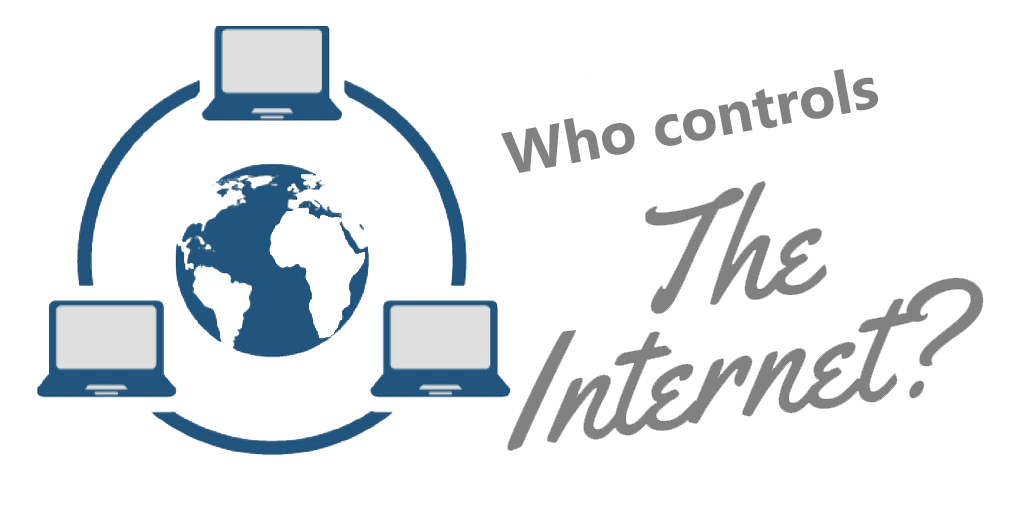 Who controls
The
Internet?